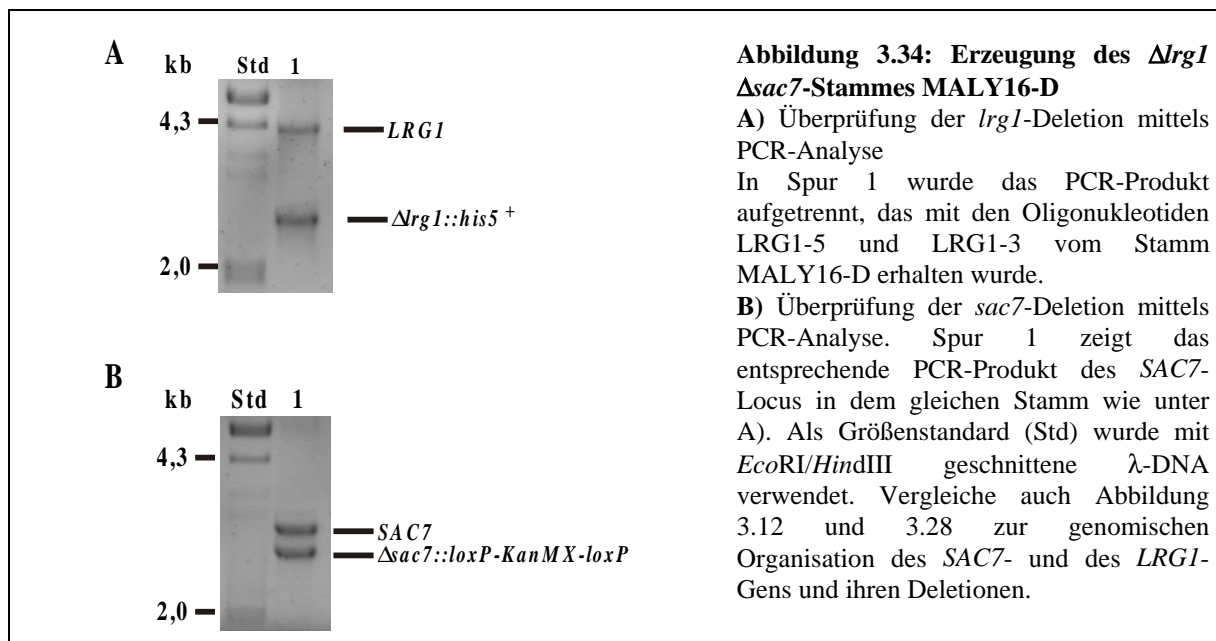 A
kb Std 1
4,3
LRG1
Δlrg1::his5 +
2,0
B
kb Std 1
4,3
SAC7
Δsac7::loxP-KanMX-loxP
2,0
Abbildung 3.34: Erzeugung des Δlrg1
Δsac7-Stammes MALY16-D
A) Überprüfung der lrg1-Deletion mittels
PCR-Analyse
In Spur 1 wurde das PCR-Produkt
aufgetrennt, das mit den Oligonukleotiden
LRG1-5 und LRG1-3 vom Stamm
MALY16-D erhalten wurde.
B) Überprüfung der sac7-Deletion mittels
PCR-Analyse. Spur 1 zeigt das
entsprechende PCR-Produkt des SAC7-
Locus in dem gleichen Stamm wie unter
A). Als Größenstandard (Std) wurde mit
EcoRI/HindIII geschnittene λ-DNA
verwendet. Vergleiche auch Abbildung
3.12 und 3.28 zur genomischen
Organisation des SAC7- und des LRG1-
Gens und ihren Deletionen.